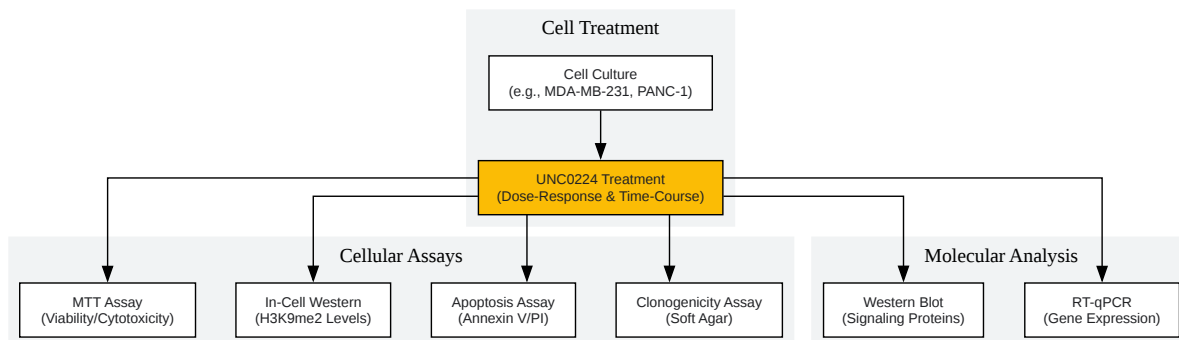 Cell Treatment
Cell Culture
(e.g., MDA-MB-231, PANC-1)
UNC0224 Treatment
(Dose-Response & Time-Course)
Cellular Assays
MTT Assay
(Viability/Cytotoxicity)
In-Cell Western
(H3K9me2 Levels)
Apoptosis Assay
(Annexin V/PI)
Clonogenicity Assay
(Soft Agar)
Molecular Analysis
Western Blot
(Signaling Proteins)
RT-qPCR
(Gene Expression)